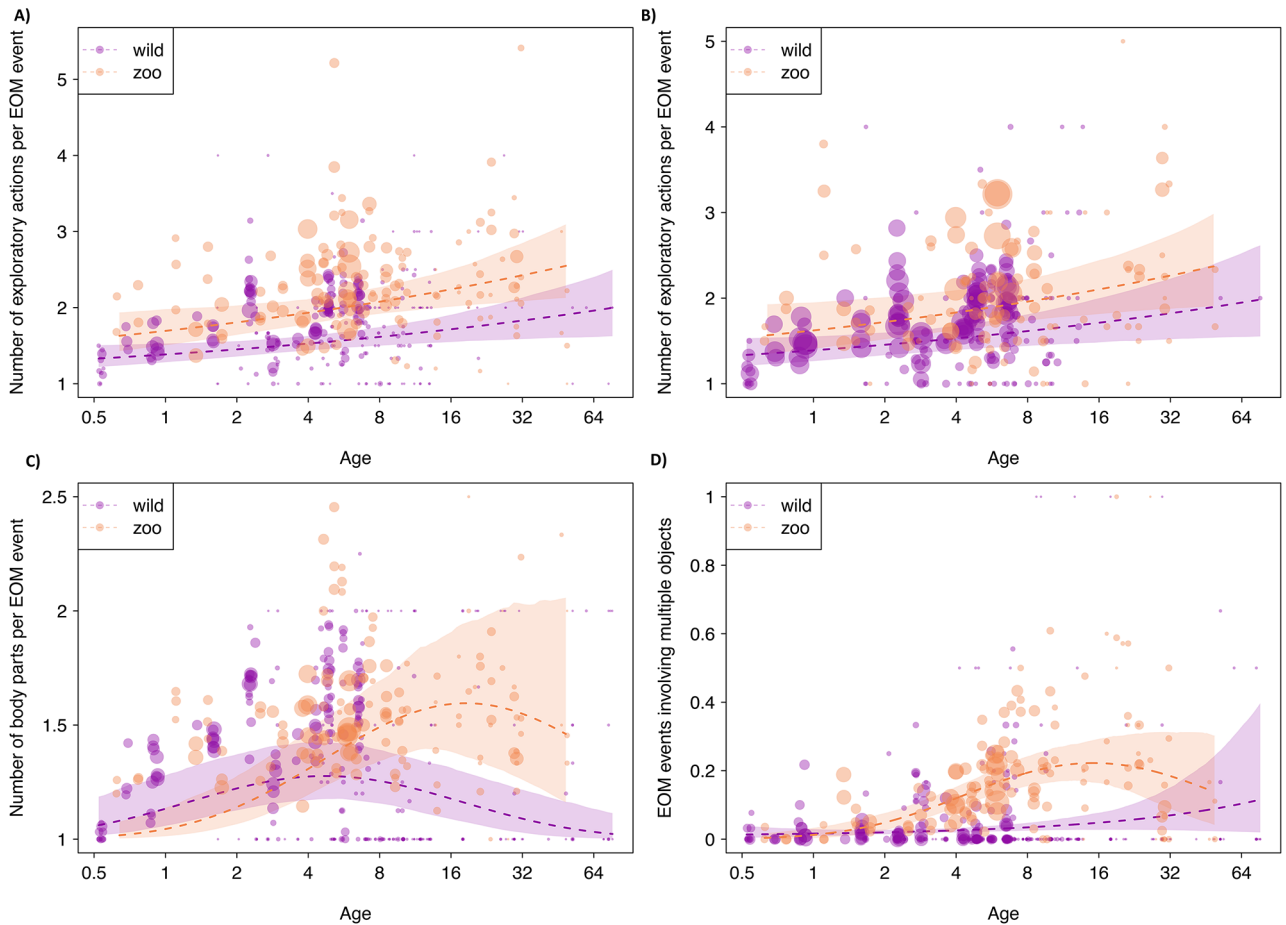 A)
Number of exploratory actions per EOM event
wild
zoo
5
4
3
2
1
0.5 1 2 4 8 16 32 64
Age
B)
Number of exploratory actions per EOM event
wild
zoo
5
4
3
2
1
1 2 4 8 16 32 64
Age
C)
Number of body parts per EOM event
wild
zoo
2.5
2
1.5
1
0.5 1 2 4 8 16 32 64
Age
D)
EOM events involving multiple objects
wild
zoo
1
0.8
0.6
0.4
0.2
0
0.5 1 2 4 8 16 32 64
Age